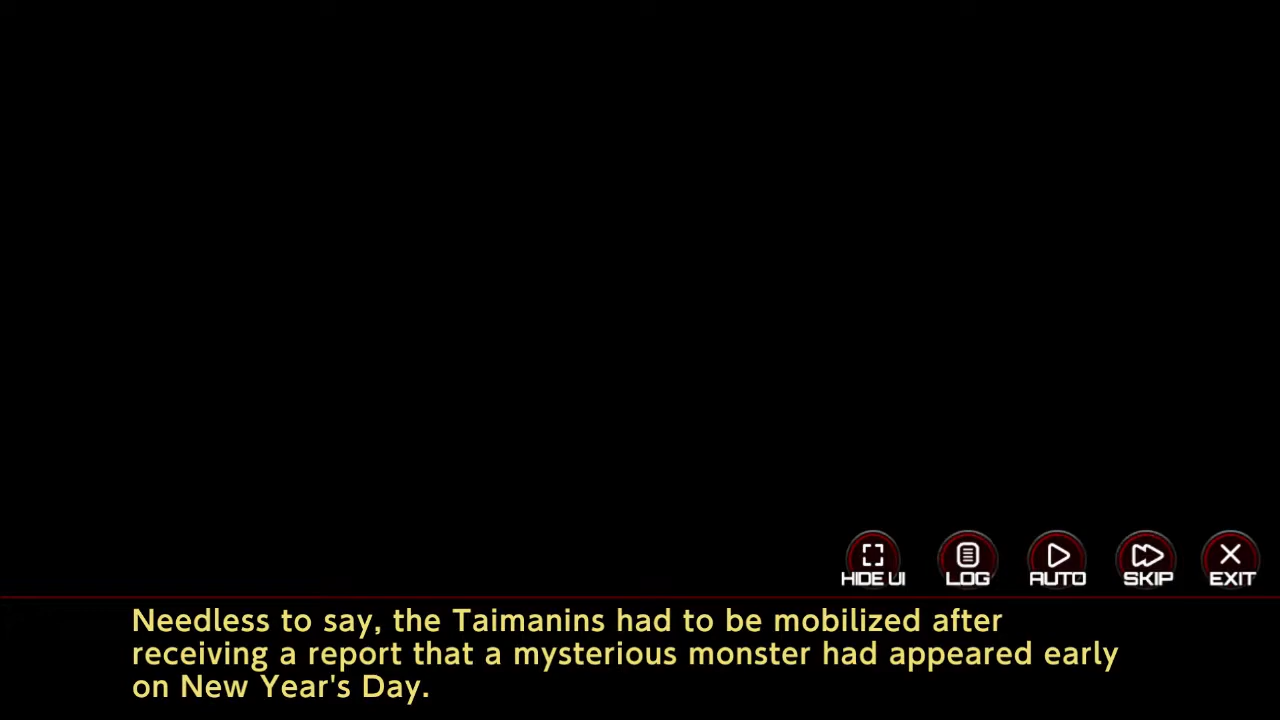 HIDE UI
LOG
AUTO
SKIP
EXIT
Needless to say, the Taimanins had to be mobilized after
receiving a report that a mysterious monster had appeared early
on New Year's Day.